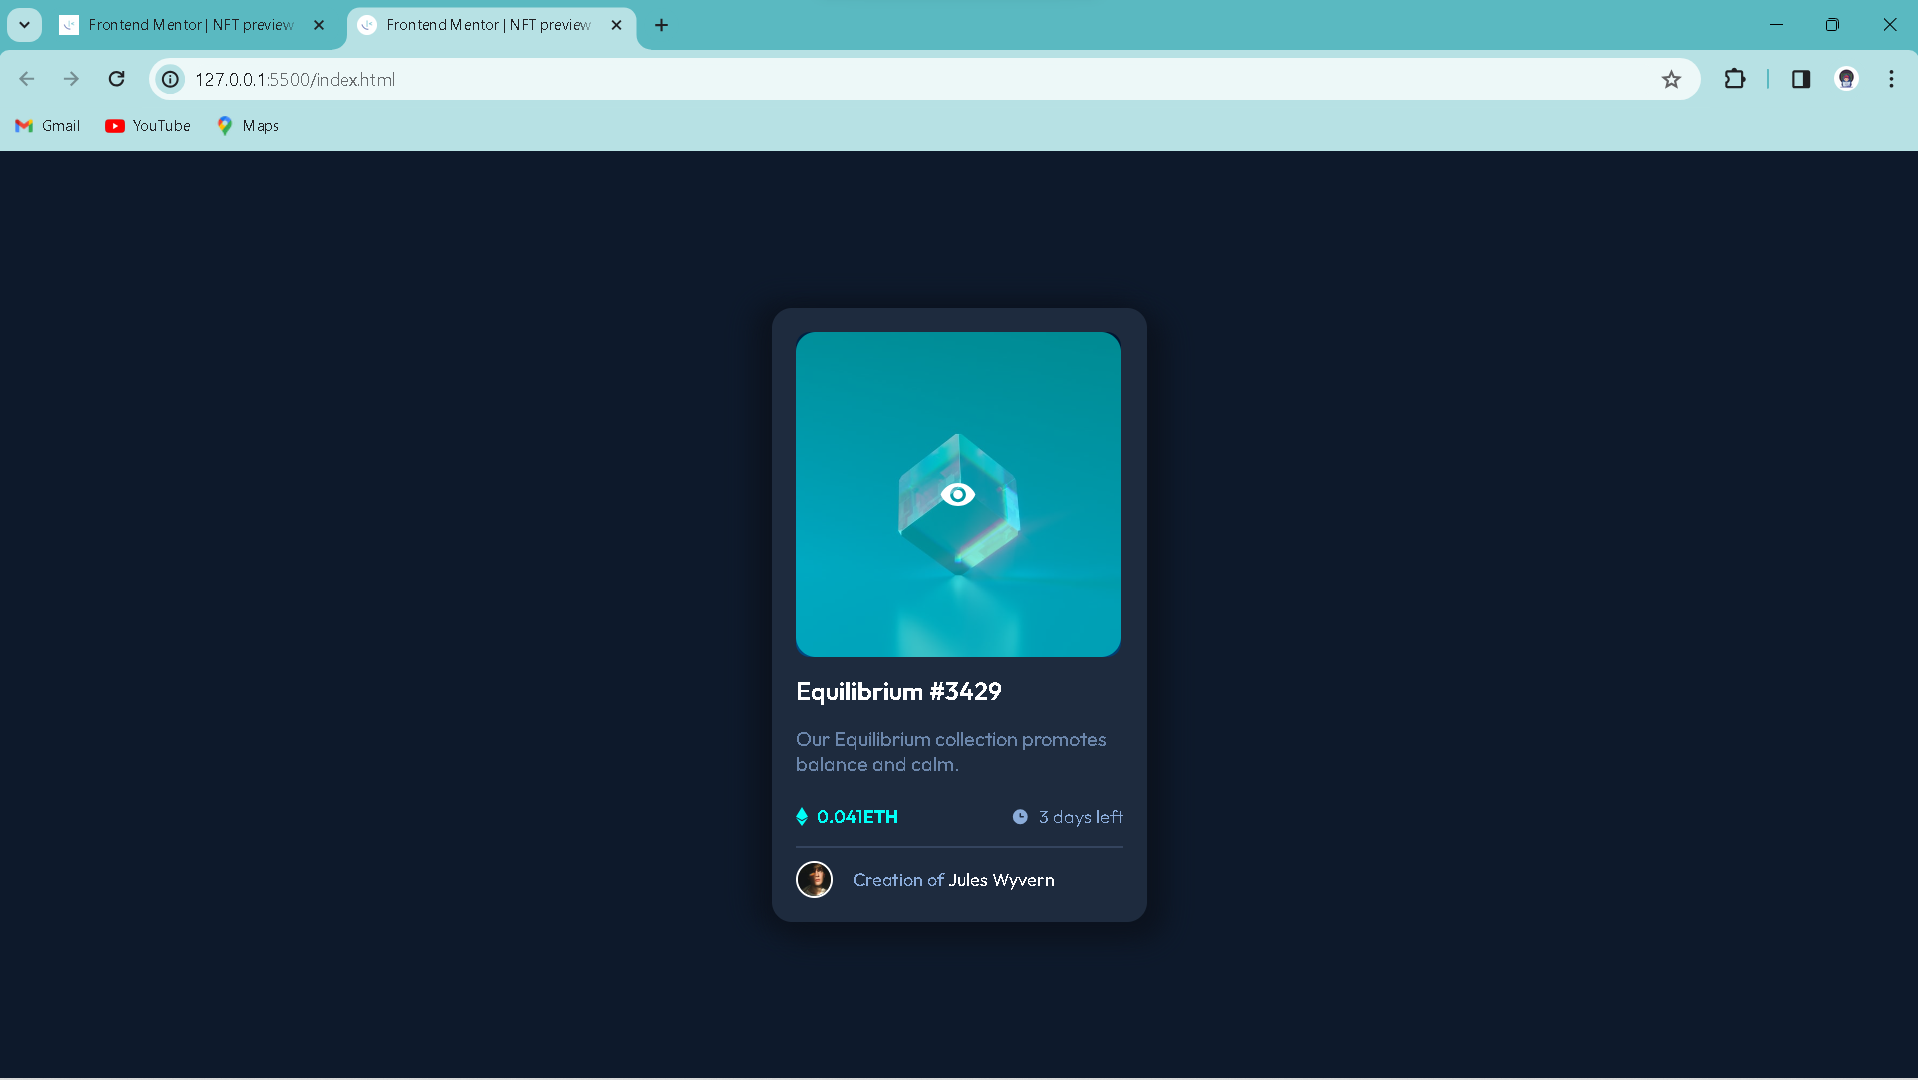 Frontend Mentor | NFT preview
Frontend Mentor | NFT preview
127.0.0.1:5500/index.html
Gmail
YouTube
Maps
Equilibrium #3429
Our Equilibrium collection promotes
balance and calm.
0.041ETH
3 days left
Creation of Jules Wyvern